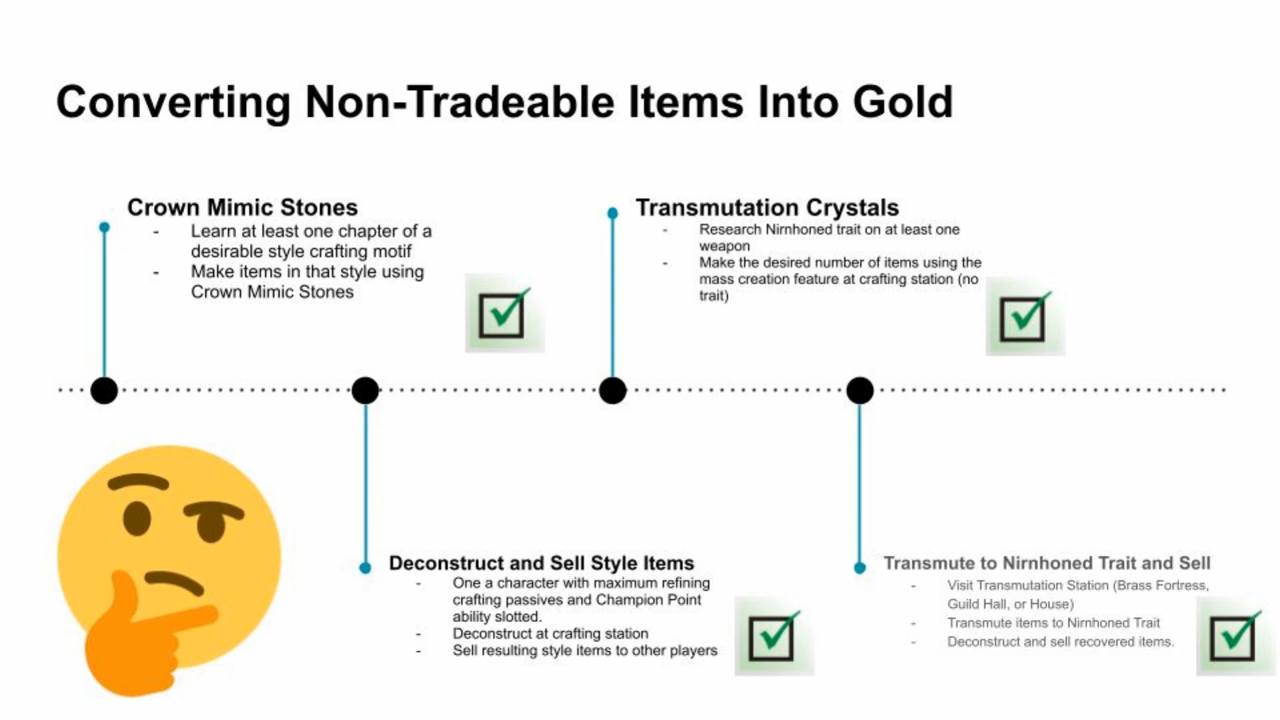 Converting Non-Tradeable Items Into Gold
Crown Mimic Stones
- Learn at least one chapter of a
desirable style crafting motif
- Make items in that style using
Crown Mimic Stones
Transmutation Crystals
- Research Nirnhoned trait on at least one
weapon
- Make the desired number of items using the
mass creation feature at crafting station (no
trait)
Deconstruct and Sell Style Items
- One a character with maximum refining
crafting passives and Champion Point
ability slotted.
- Deconstruct at crafting station
- Sell resulting style items to other players
Transmute to Nirnhoned Trait and Sell
- Visit Transmutation Station (Brass Fortress,
Guild Hall, or House)
- Transmute items to Nirnhoned Trait
- Deconstruct and sell recovered items.